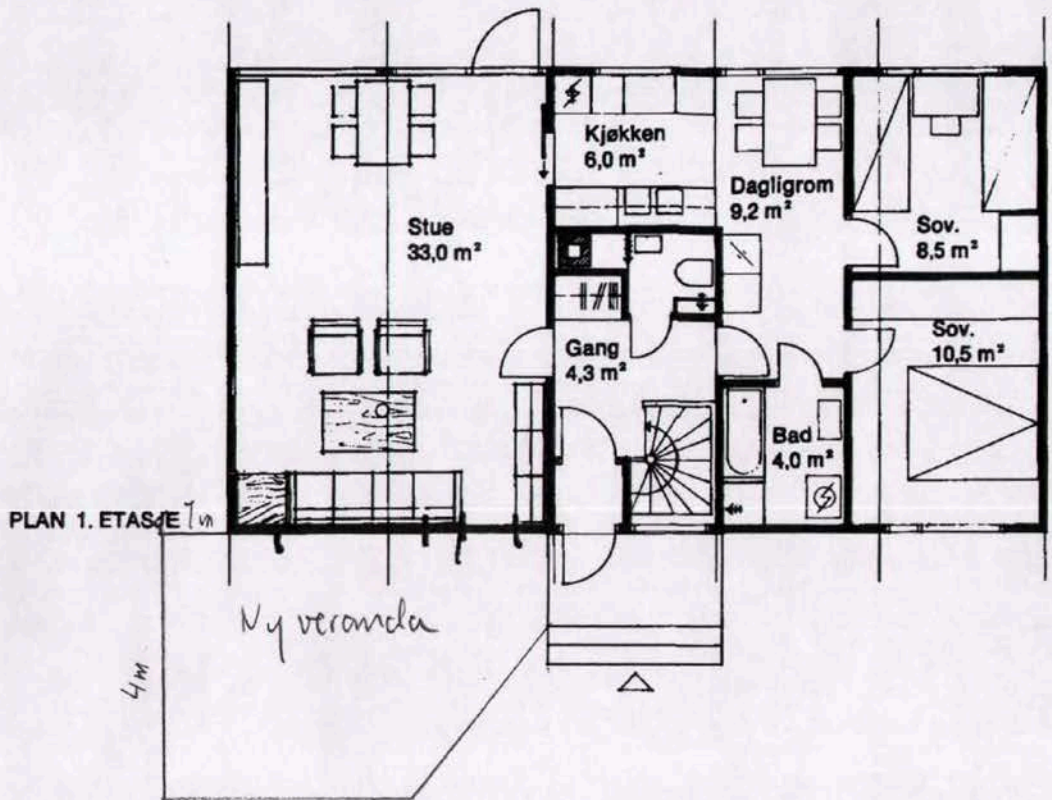 Kjøkken
6,0 m²
Dagligrom
9,2 m²
Stue
33,0 m²
Sov.
8,5 m²
Gang
4,3 m²
Sov.
10,5 m²
Bad
4,0 m²
PLAN 1. ETASJE 1m
Ny veranda
4m